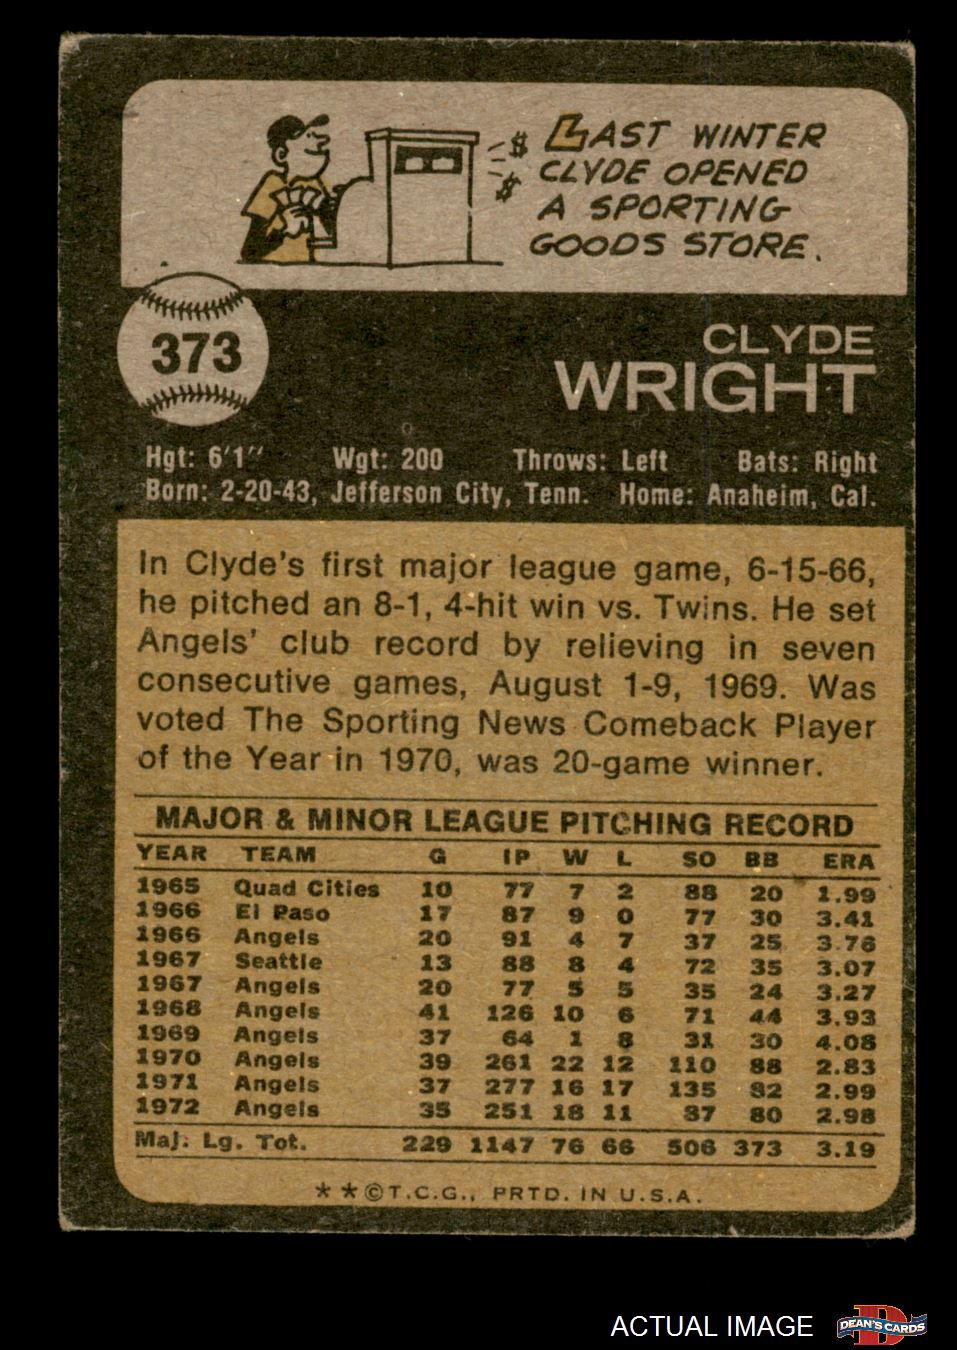 LAST WINTER
CLYDE OPENED
A SPORTING
GOODS STORE.
373
CLYDE
WRIGHT
Hgt: 6'1" Wgt: 200 Throws: Left Bats: Right
Born: 2-20-43, Jefferson City, Tenn. Home: Anaheim, Cal.
In Clyde's first major league game, 6-15-66,
he pitched an 8-1, 4-hit win vs. Twins. He set
Angels' club record by relieving in seven
consecutive games, August 1-9, 1969. Was
voted The Sporting News Comeback Player
of the Year in 1970, was 20-game winner.
MAJOR & MINOR LEAGUE PITCHING RECORD
YEAR TEAM G IP W L SO BB ERA
1965 Quad Cities 10 77 7 2 88 20 1.99
1966 El Paso 17 87 9 0 77 30 3.41
1966 Angels 20 91 4 7 37 25 3.76
1967 Seattle 13 88 8 4 72 35 3.07
1967 Angels 20 77 5 5 35 24 3.27
1968 Angels 41 126 10 6 71 44 3.93
1969 Angels 37 64 1 8 31 30 4.08
1970 Angels 39 261 22 12 110 88 2.83
1971 Angels 37 277 16 17 135 82 2.99
1972 Angels 35 251 18 11 87 80 2.98
Maj. Lg. Tot. 229 1147 76 66 506 373 3.19
**©T.C.G., PRTD. IN U.S.A.
ACTUAL IMAGE
DEAN'S CARDS